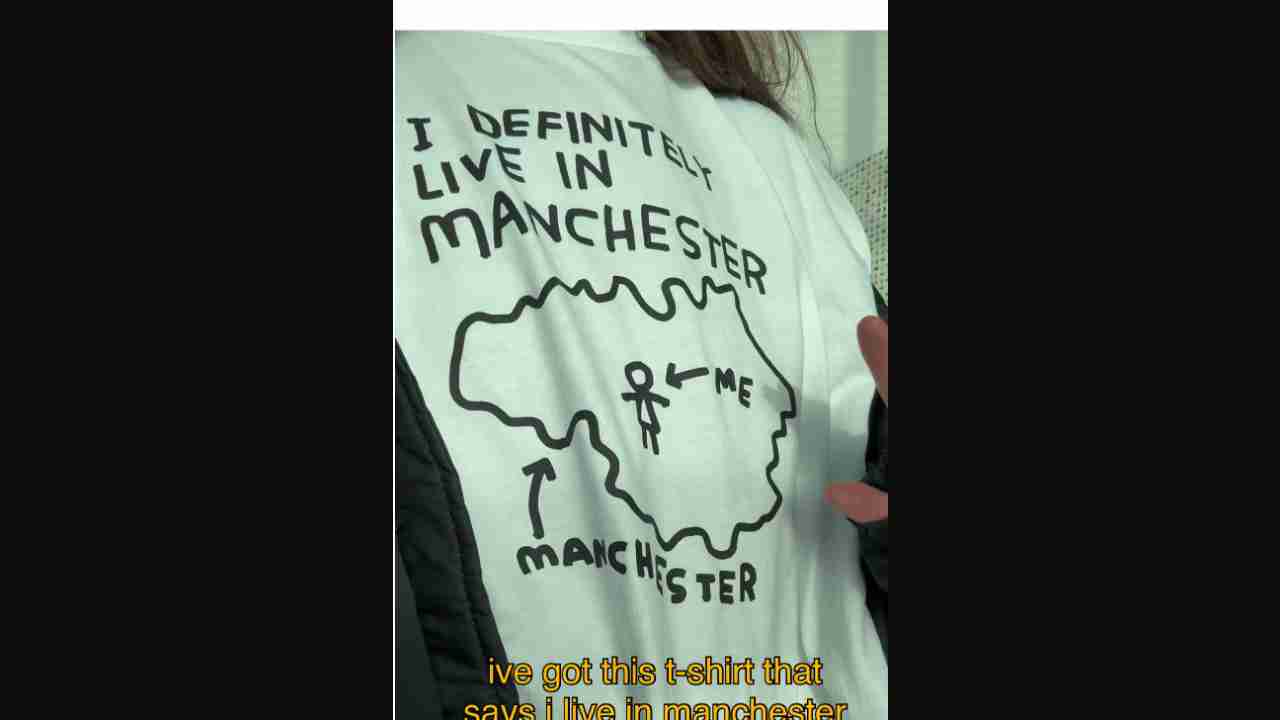 I DEFINITELY
LIVE IN
MANCHESTER
ME
MANCHESTER
ive got this t-shirt that
says i live in manchester